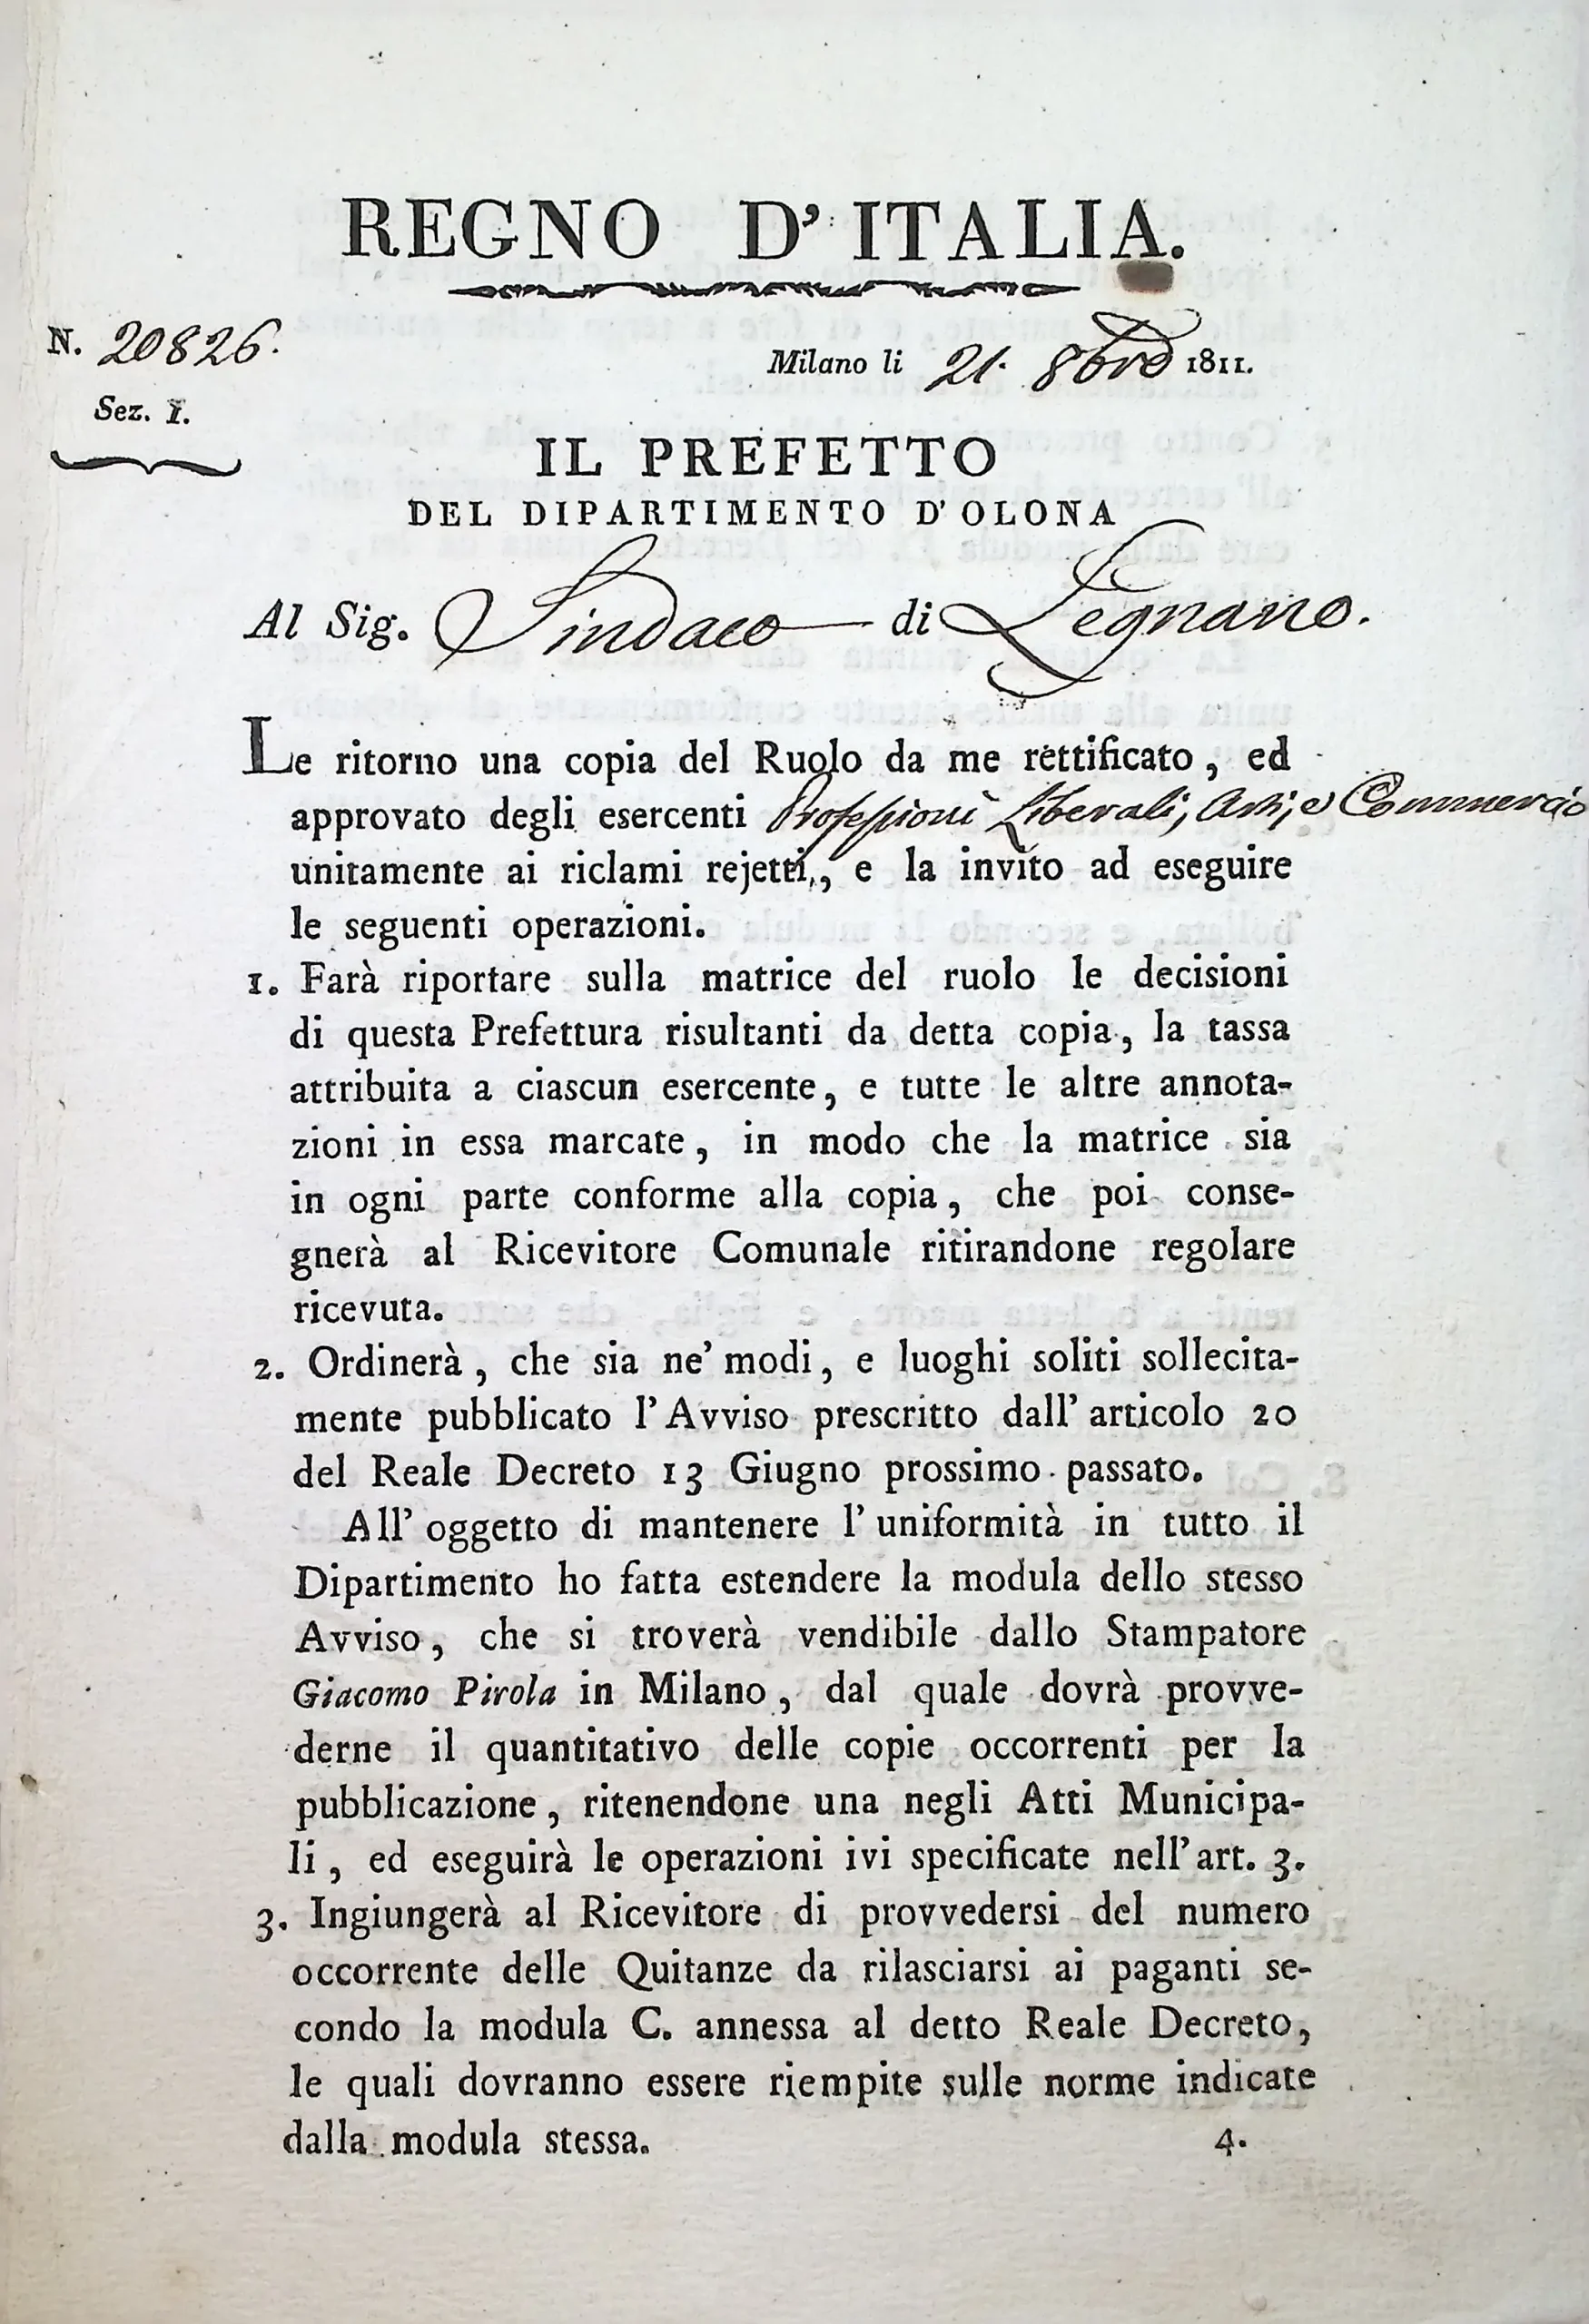 REGNO D' ITALIA.
N. 20826.
Milano li 21. 8bre 1811.
Sez. I.
IL PREFETTO
DEL DIPARTIMENTO D' OLONA
Al Sig. Sindaco di Legnano.
Le ritorno una copia del Ruolo da me rettificato, ed
approvato degli esercenti Professioni Liberali, Arti, e Commercio
unitamente ai riclami rejetti, e la invito ad eseguire
le seguenti operazioni.
1. Farà riportare sulla matrice del ruolo le decisioni
di questa Prefettura risultanti da detta copia, la tassa
attribuita a ciascun esercente, e tutte le altre annota-
zioni in essa marcate, in modo che la matrice sia
in ogni parte conforme alla copia, che poi conse-
gnerà al Ricevitore Comunale ritirandone regolare
ricevuta.
2. Ordinerà, che sia ne' modi, e luoghi soliti sollecita-
mente pubblicato l' Avviso prescritto dall' articolo 20
del Reale Decreto 13 Giugno prossimo passato.
All' oggetto di mantenere l' uniformità in tutto il
Dipartimento ho fatta estendere la modula dello stesso
Avviso, che si troverà vendibile dallo Stampatore
Giacomo Pirola in Milano, dal quale dovrà provve-
derne il quantitativo delle copie occorrenti per la
pubblicazione, ritenendone una negli Atti Municipa-
li, ed eseguirà le operazioni ivi specificate nell' art. 3.
3. Ingiungerà al Ricevitore di provvedersi del numero
occorrente delle Quitanze da rilasciarsi ai paganti se-
condo la modula C. annessa al detto Reale Decreto,
le quali dovranno essere riempite sulle norme indicate
dalla modula stessa.
4.